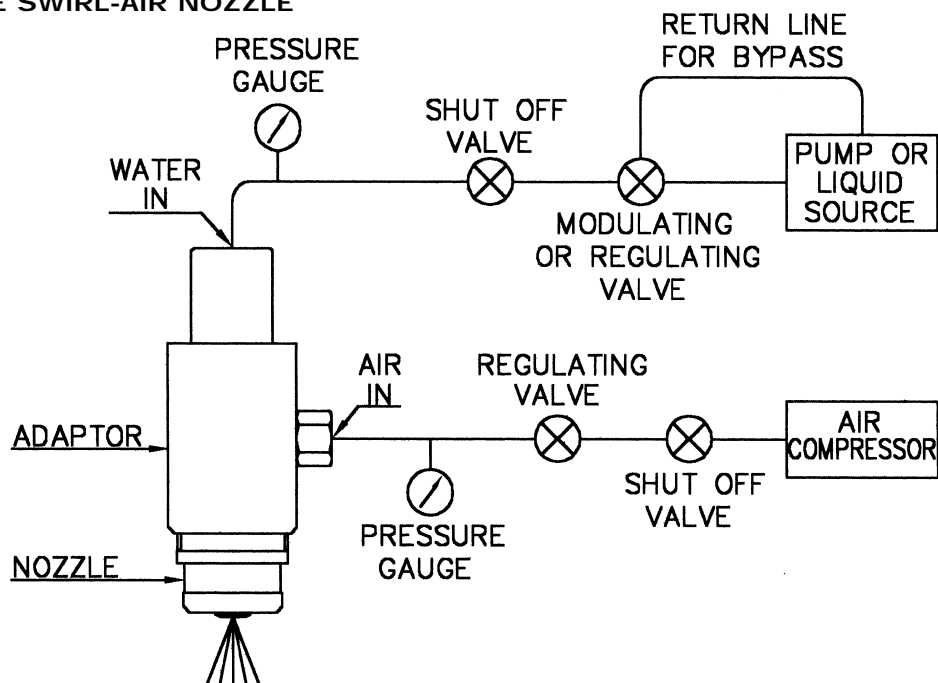 E SWIRL-AIR NOZZLE
PRESSURE
GAUGE
RETURN LINE
FOR BYPASS
SHUT OFF
VALVE
PUMP OR
LIQUID
SOURCE
WATER
IN
MODULATING
OR REGULATING
VALVE
AIR
IN
REGULATING
VALVE
ADAPTOR
AIR
COMPRESSOR
SHUT OFF
VALVE
PRESSURE
GAUGE
NOZZLE